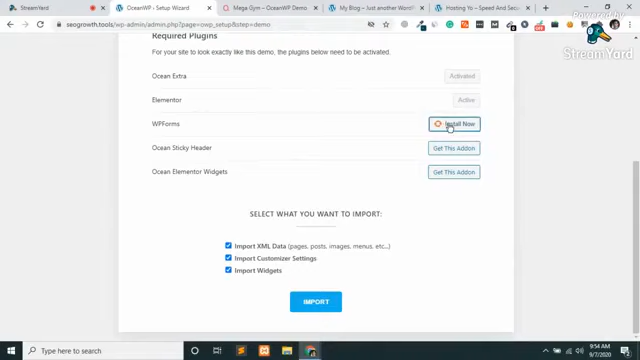 StreamYard
OceanWP - Setup Wizard
Mega Gym – OceanWP Demo
My Blog – Just another Word
Hosting Yo – Speed And Sec
seogrowth.tools/wp-admin/admin.php?page=owp_setup&step=demo
Powered by
StreamYard
Required Plugins
For your site to look exactly like this demo, the plugins below need to be activated.
Ocean Extra
Activated
Elementor
Active
WPForms
Install Now
Ocean Sticky Header
Get This Addon
Ocean Elementor Widgets
Get This Addon
SELECT WHAT YOU WANT TO IMPORT:
Import XML Data (pages, posts, images, menus, etc...)
Import Customizer Settings
Import Widgets
IMPORT
Type here to search
9:54 AM
9/7/2020